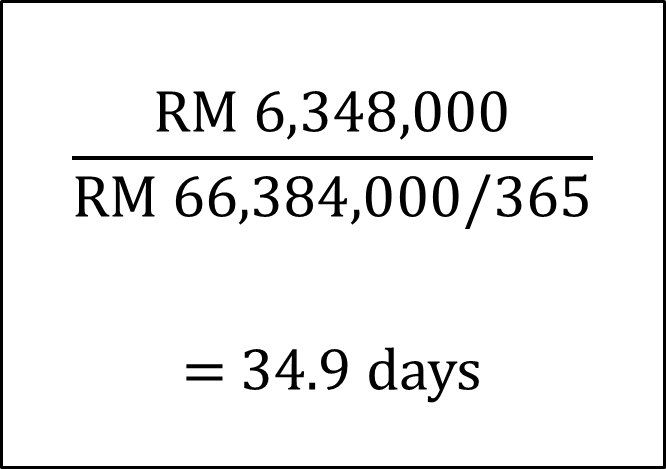 RM 6,348,000
RM 66,384,000/365
= 34.9 days